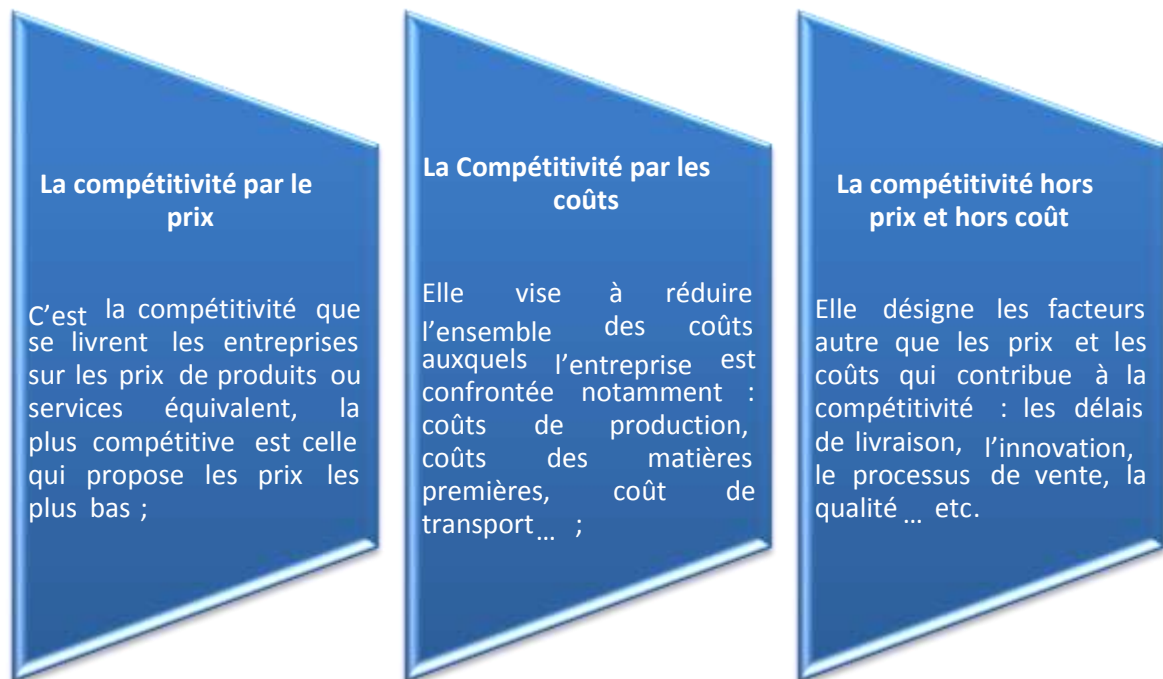 La compétitivité par le
prix
C'est la compétitivité que
se livrent les entreprises
sur les prix de produits ou
services équivalent, la
plus compétitive est celle
qui propose les prix les
plus bas ;
La Compétitivité par les
coûts
Elle vise à réduire
l'ensemble des coûts
auxquels l'entreprise est
confrontée notamment :
coûts de production,
coûts des matières
premières, coût de
transport… ;
La compétitivité hors
prix et hors coût
Elle désigne les facteurs
autre que les prix et les
coûts qui contribue à la
compétitivité : les délais
de livraison, l'innovation,
le processus de vente, la
qualité … etc.